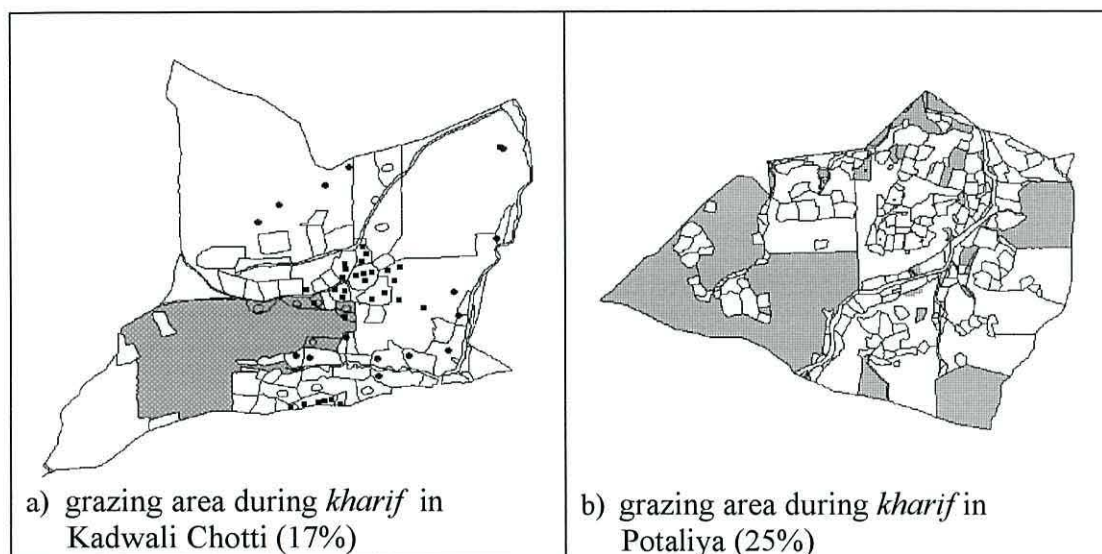 a) grazing area during kharif in
Kadwali Chotti (17%)
b) grazing area during kharif in
Potaliya (25%)